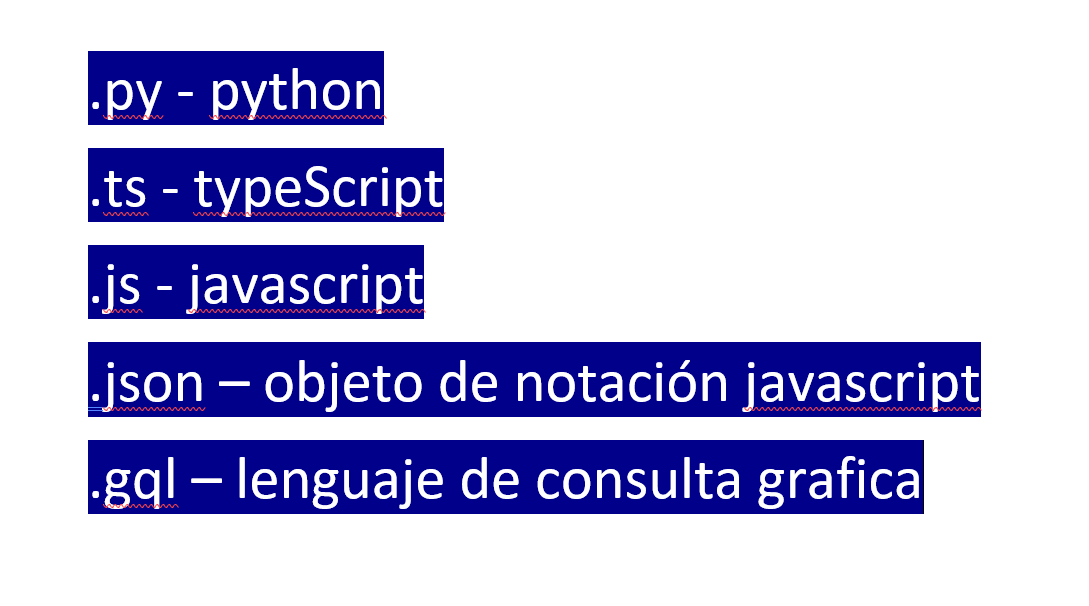 .py - python
.ts - typeScript
.js - javascript
.json – objeto de notación javascript
.gql – lenguaje de consulta grafica